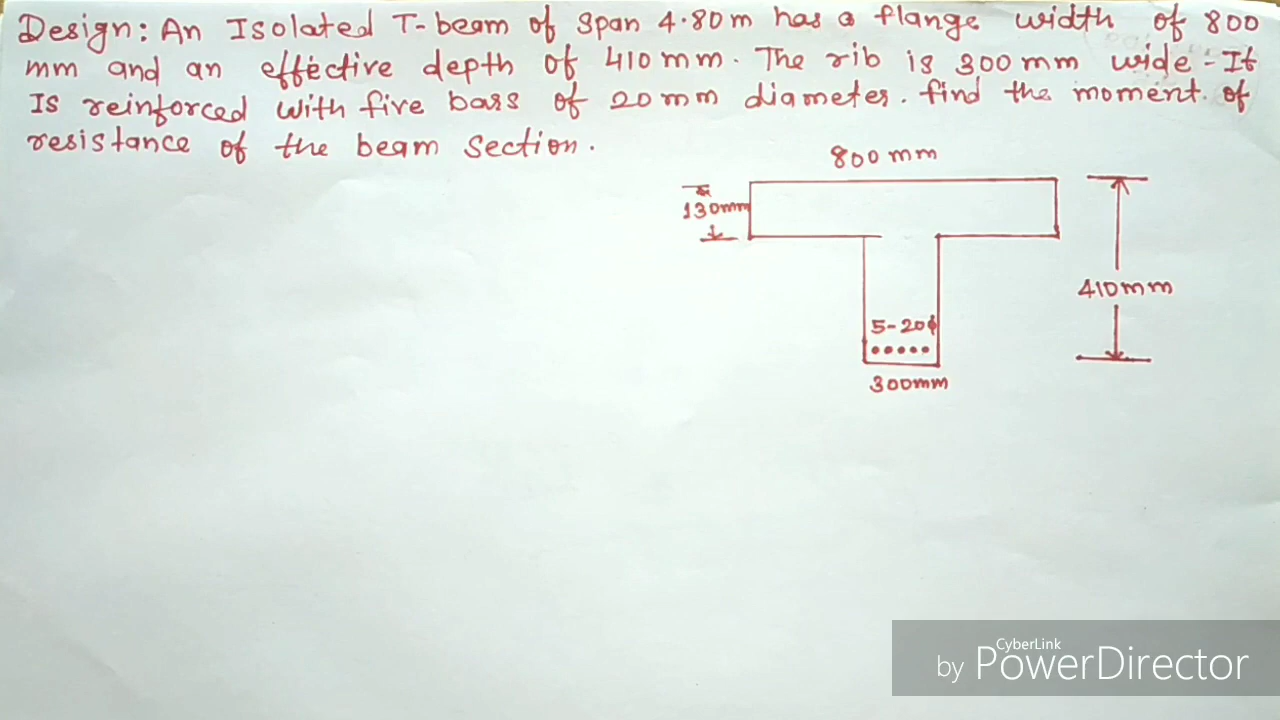 Design: An Isolated T-beam of span 4.80m has a flange width of 800
mm and an effective depth of 410mm. The rib is 300mm wide - It
Is reinforced with five bars of 20mm diameter. find the moment of
resistance of the beam section.
800 mm
130mm
410mm
5-20ϕ
300mm
CyberLink
by PowerDirector